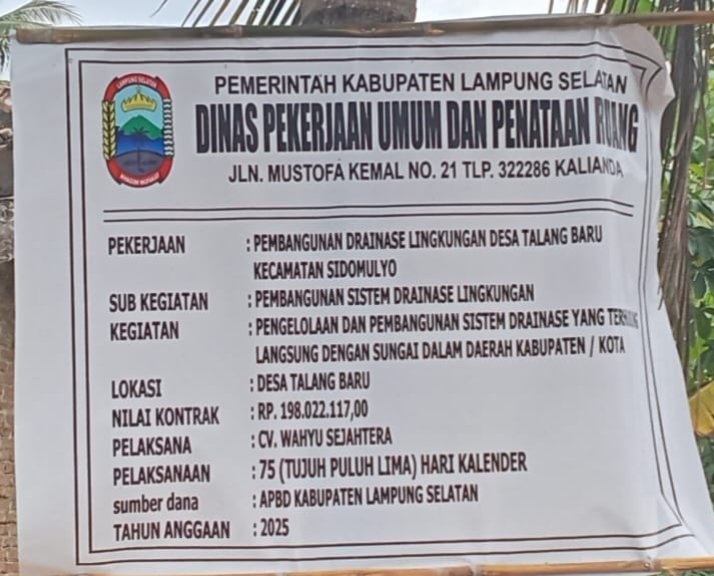 LAMPUNG SELATAN
PEMERINTAH KABUPATEN LAMPUNG SELATAN
DINAS PEKERJAAN UMUM DAN PENATAAN RUANG
JLN. MUSTOFA KEMAL NO. 21 TLP. 322286 KALIANDA
PEKERJAAN : PEMBANGUNAN DRAINASE LINGKUNGAN DESA TALANG BARU
KECAMATAN SIDOMULYO
SUB KEGIATAN : PEMBANGUNAN SISTEM DRAINASE LINGKUNGAN
KEGIATAN : PENGELOLAAN DAN PEMBANGUNAN SISTEM DRAINASE YANG
LANGSUNG DENGAN SUNGAI DALAM DAERAH KABUPATEN / KOTA
LOKASI : DESA TALANG BARU
NILAI KONTRAK : RP. 198.022.117,00
PELAKSANA : CV. WAHYU SEJAHTERA
PELAKSANAAN : 75 (TUJUH PULUH LIMA) HARI KALENDER
sumber dana : APBD KABUPATEN LAMPUNG SELATAN
TAHUN ANGGAAN : 2025